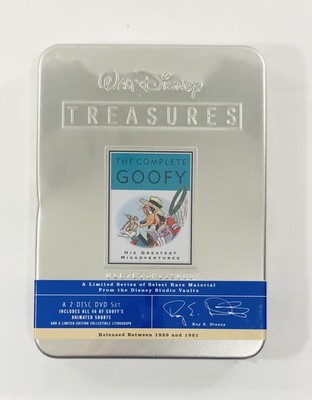 Walt Disney
TREASURES
THE COMPLETE
GOOFY
HIS GREATEST
MISADVENTURES
A Limited Series of Select Rare Material
From the Disney Studio Vaults
A 2 DISC DVD SET
INCLUDES ALL 46 OF GOOFY'S
ANIMATED SHORTS
AND A LIMITED EDITION COLLECTIBLE LITHOGRAPH
Roy E. Disney
Released Between 1939 and 1961